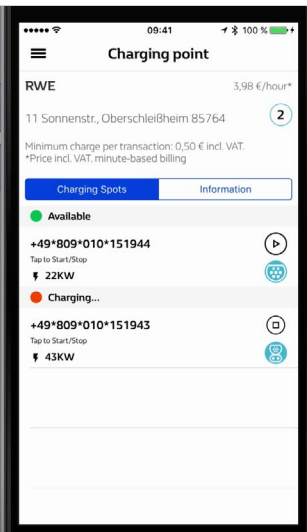 09:41
100 %
Charging point
RWE
3,98 €/hour*
11 Sonnenstr., Oberschleißheim 85764
2
Minimum charge per transaction: 0,50 € incl. VAT.
*Price incl. VAT. minute-based billing
Charging Spots
Information
Available
+49*809*010*151944
Tap to Start/Stop
22KW
Charging...
+49*809*010*151943
Tap to Start/Stop
43KW